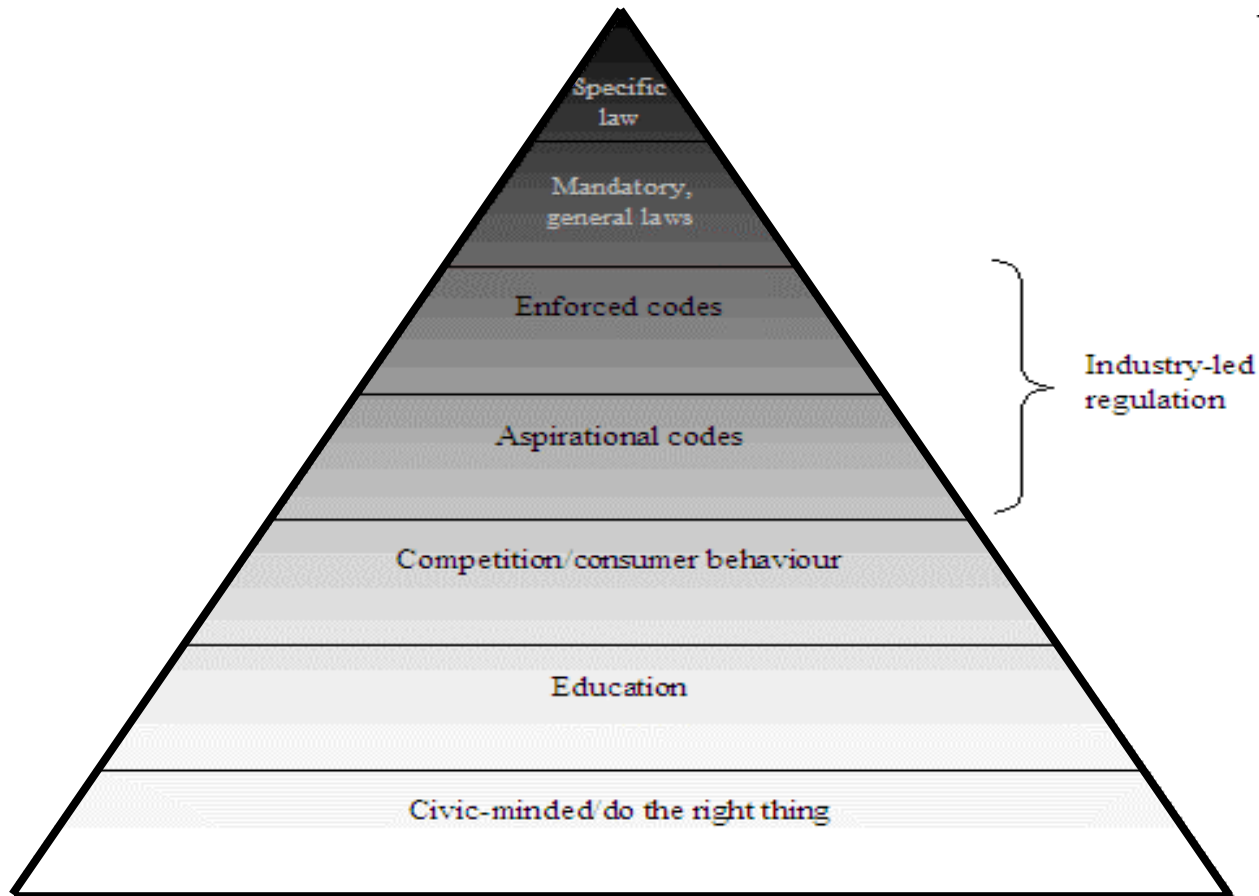 Specific
law
Mandatory,
general laws
Enforced codes
Industry-led
regulation
Aspirational codes
Competition/consumer behaviour
Education
Civic-minded/do the right thing